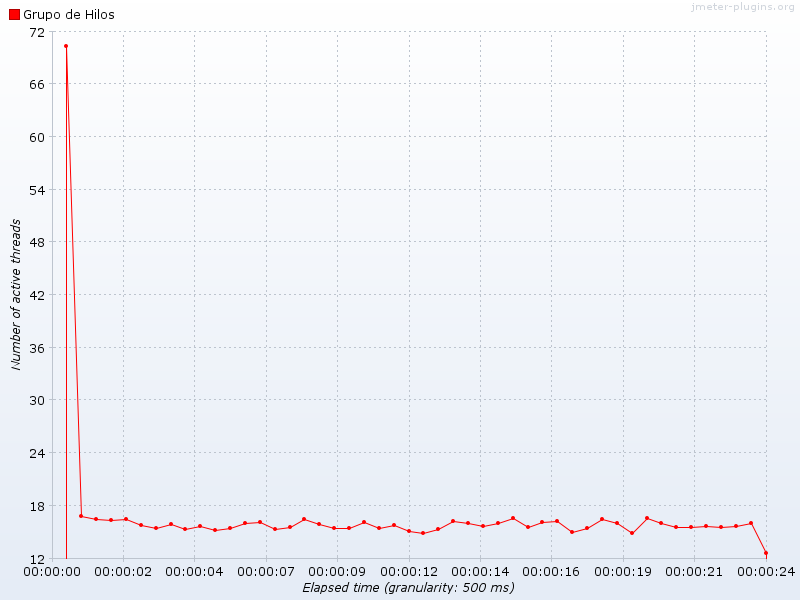 Grupo de Hilos
jmeter-plugins.org
72
66
60
54
48
42
36
30
24
18
12
Number of active threads
00:00:00 00:00:02 00:00:04 00:00:07 00:00:09 00:00:12 00:00:14 00:00:16 00:00:19 00:00:21 00:00:24
Elapsed time (granularity: 500 ms)